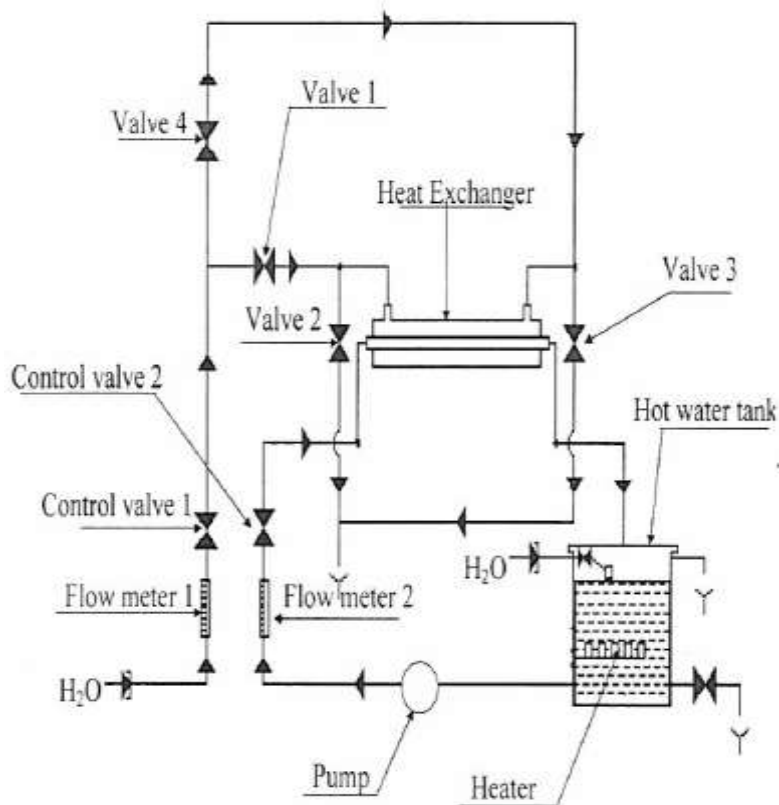 Valve 1
Valve 4
Heat Exchanger
Valve 3
Valve 2
Control valve 2
Hot water tank
Control valve 1
H₂O
Flow meter 1
Flow meter 2
H₂O
Pump
Heater